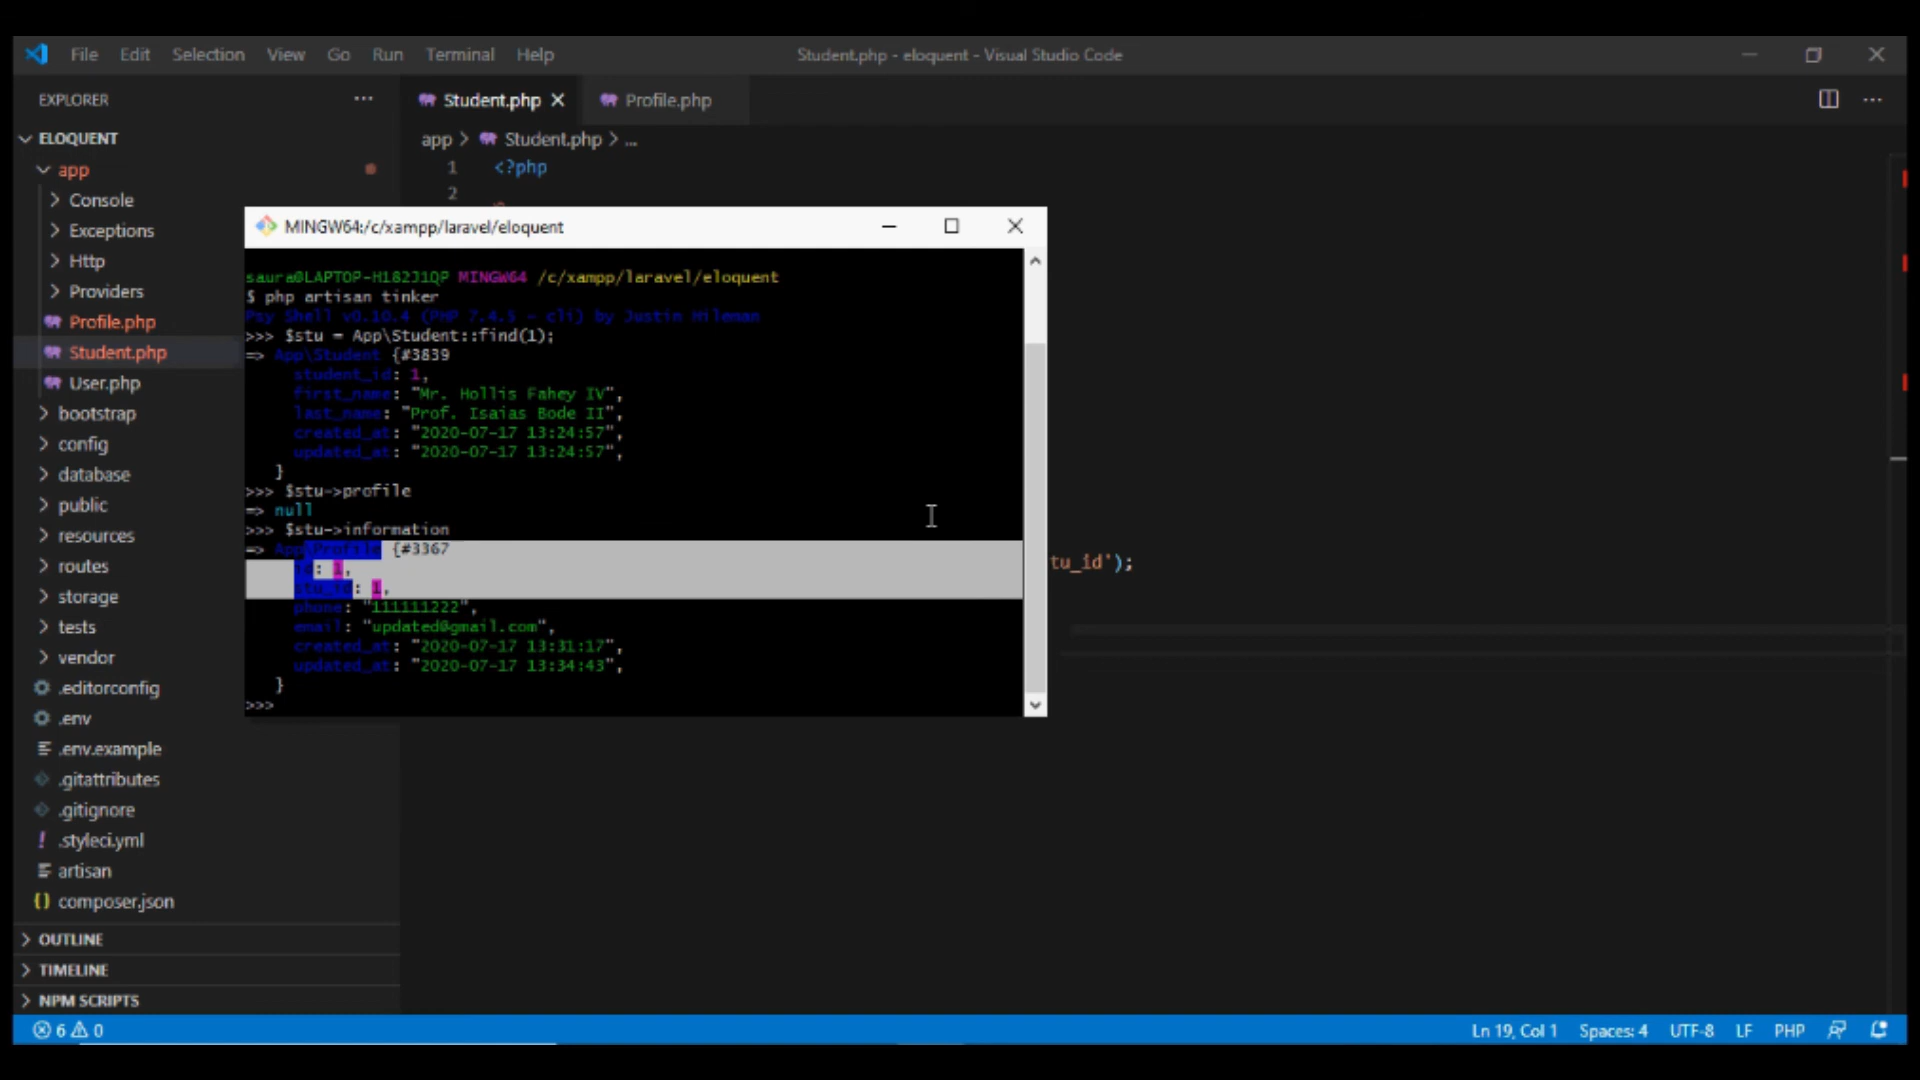 File Edit Selection View Go Run Terminal Help
Student.php - eloquent - Visual Studio Code
EXPLORER
ELOQUENT
app
Console
Exceptions
Http
Providers
Profile.php
Student.php
User.php
bootstrap
config
database
public
resources
routes
storage
tests
vendor
.editorconfig
.env
.env.example
.gitattributes
.gitignore
.styleci.yml
artisan
composer.json
OUTLINE
TIMELINE
NPM SCRIPTS
Student.php Profile.php
app > Student.php > ...
1 <?php
2
MINGW64:/c/xampp/laravel/eloquent
saura@LAPTOP-H182J1QP MINGW64 /c/xampp/laravel/eloquent
$ php artisan tinker
Psy Shell v0.10.4 (PHP 7.4.5 – cli) by Justin Hileman
>>> $stu = App\Student::find(1);
=> App\Student {#3839
student_id: 1,
first_name: "Mr. Hollis Fahey IV",
last_name: "Prof. Isaias Bode II",
created_at: "2020-07-17 13:24:57",
updated_at: "2020-07-17 13:24:57",
}
>>> $stu->profile
=> null
>>> $stu->information
=> App\Profile {#3367
id: 1,
stu_id: 1,
phone: "111111222",
email: "updated@gmail.com",
created_at: "2020-07-17 13:31:17",
updated_at: "2020-07-17 13:34:43",
}
>>>
tu_id');
6 0
Ln 19, Col 1 Spaces: 4 UTF-8 LF PHP